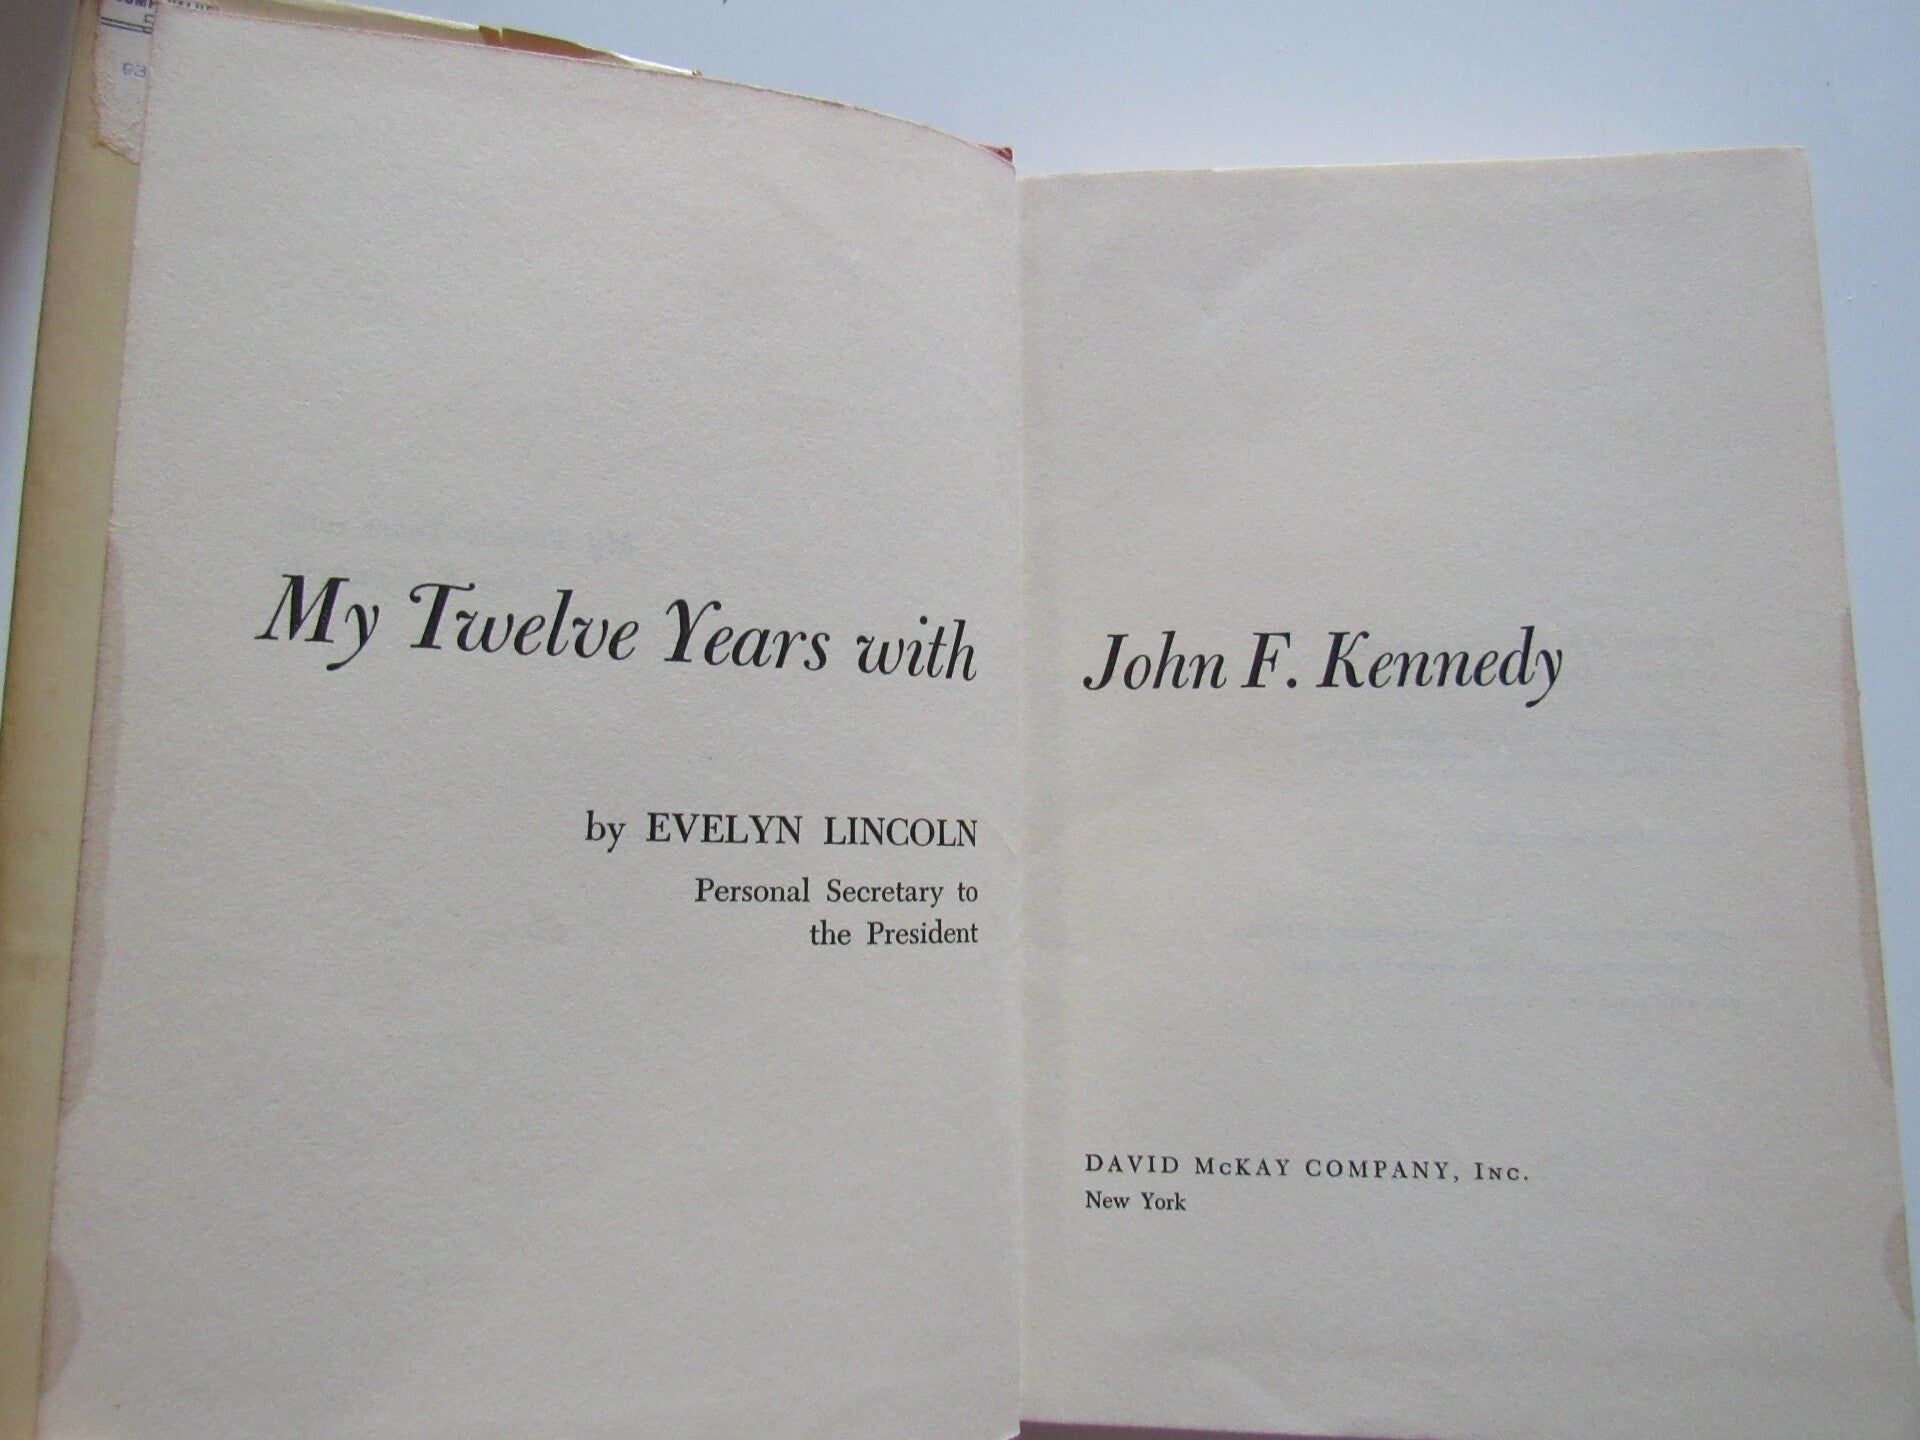 93
My Twelve Years with John F. Kennedy
by EVELYN LINCOLN
Personal Secretary to
the President
DAVID McKAY COMPANY, INC.
New York